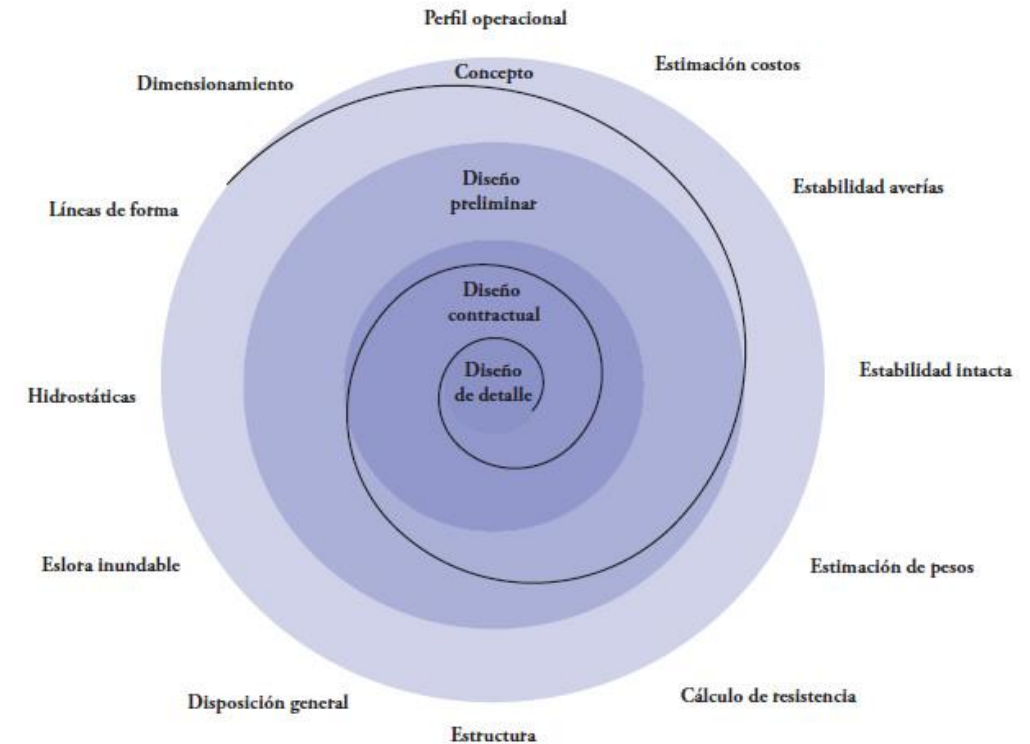 Perfil operacional
Estimación costos
Concepto
Dimensionamiento
Diseño
preliminar
Estabilidad averías
Líneas de forma
Diseño
contractual
Estabilidad intacta
Diseño
de detalle
Hidrostáticas
Eslora inundable
Estimación de pesos
Disposición general
Cálculo de resistencia
Estructura